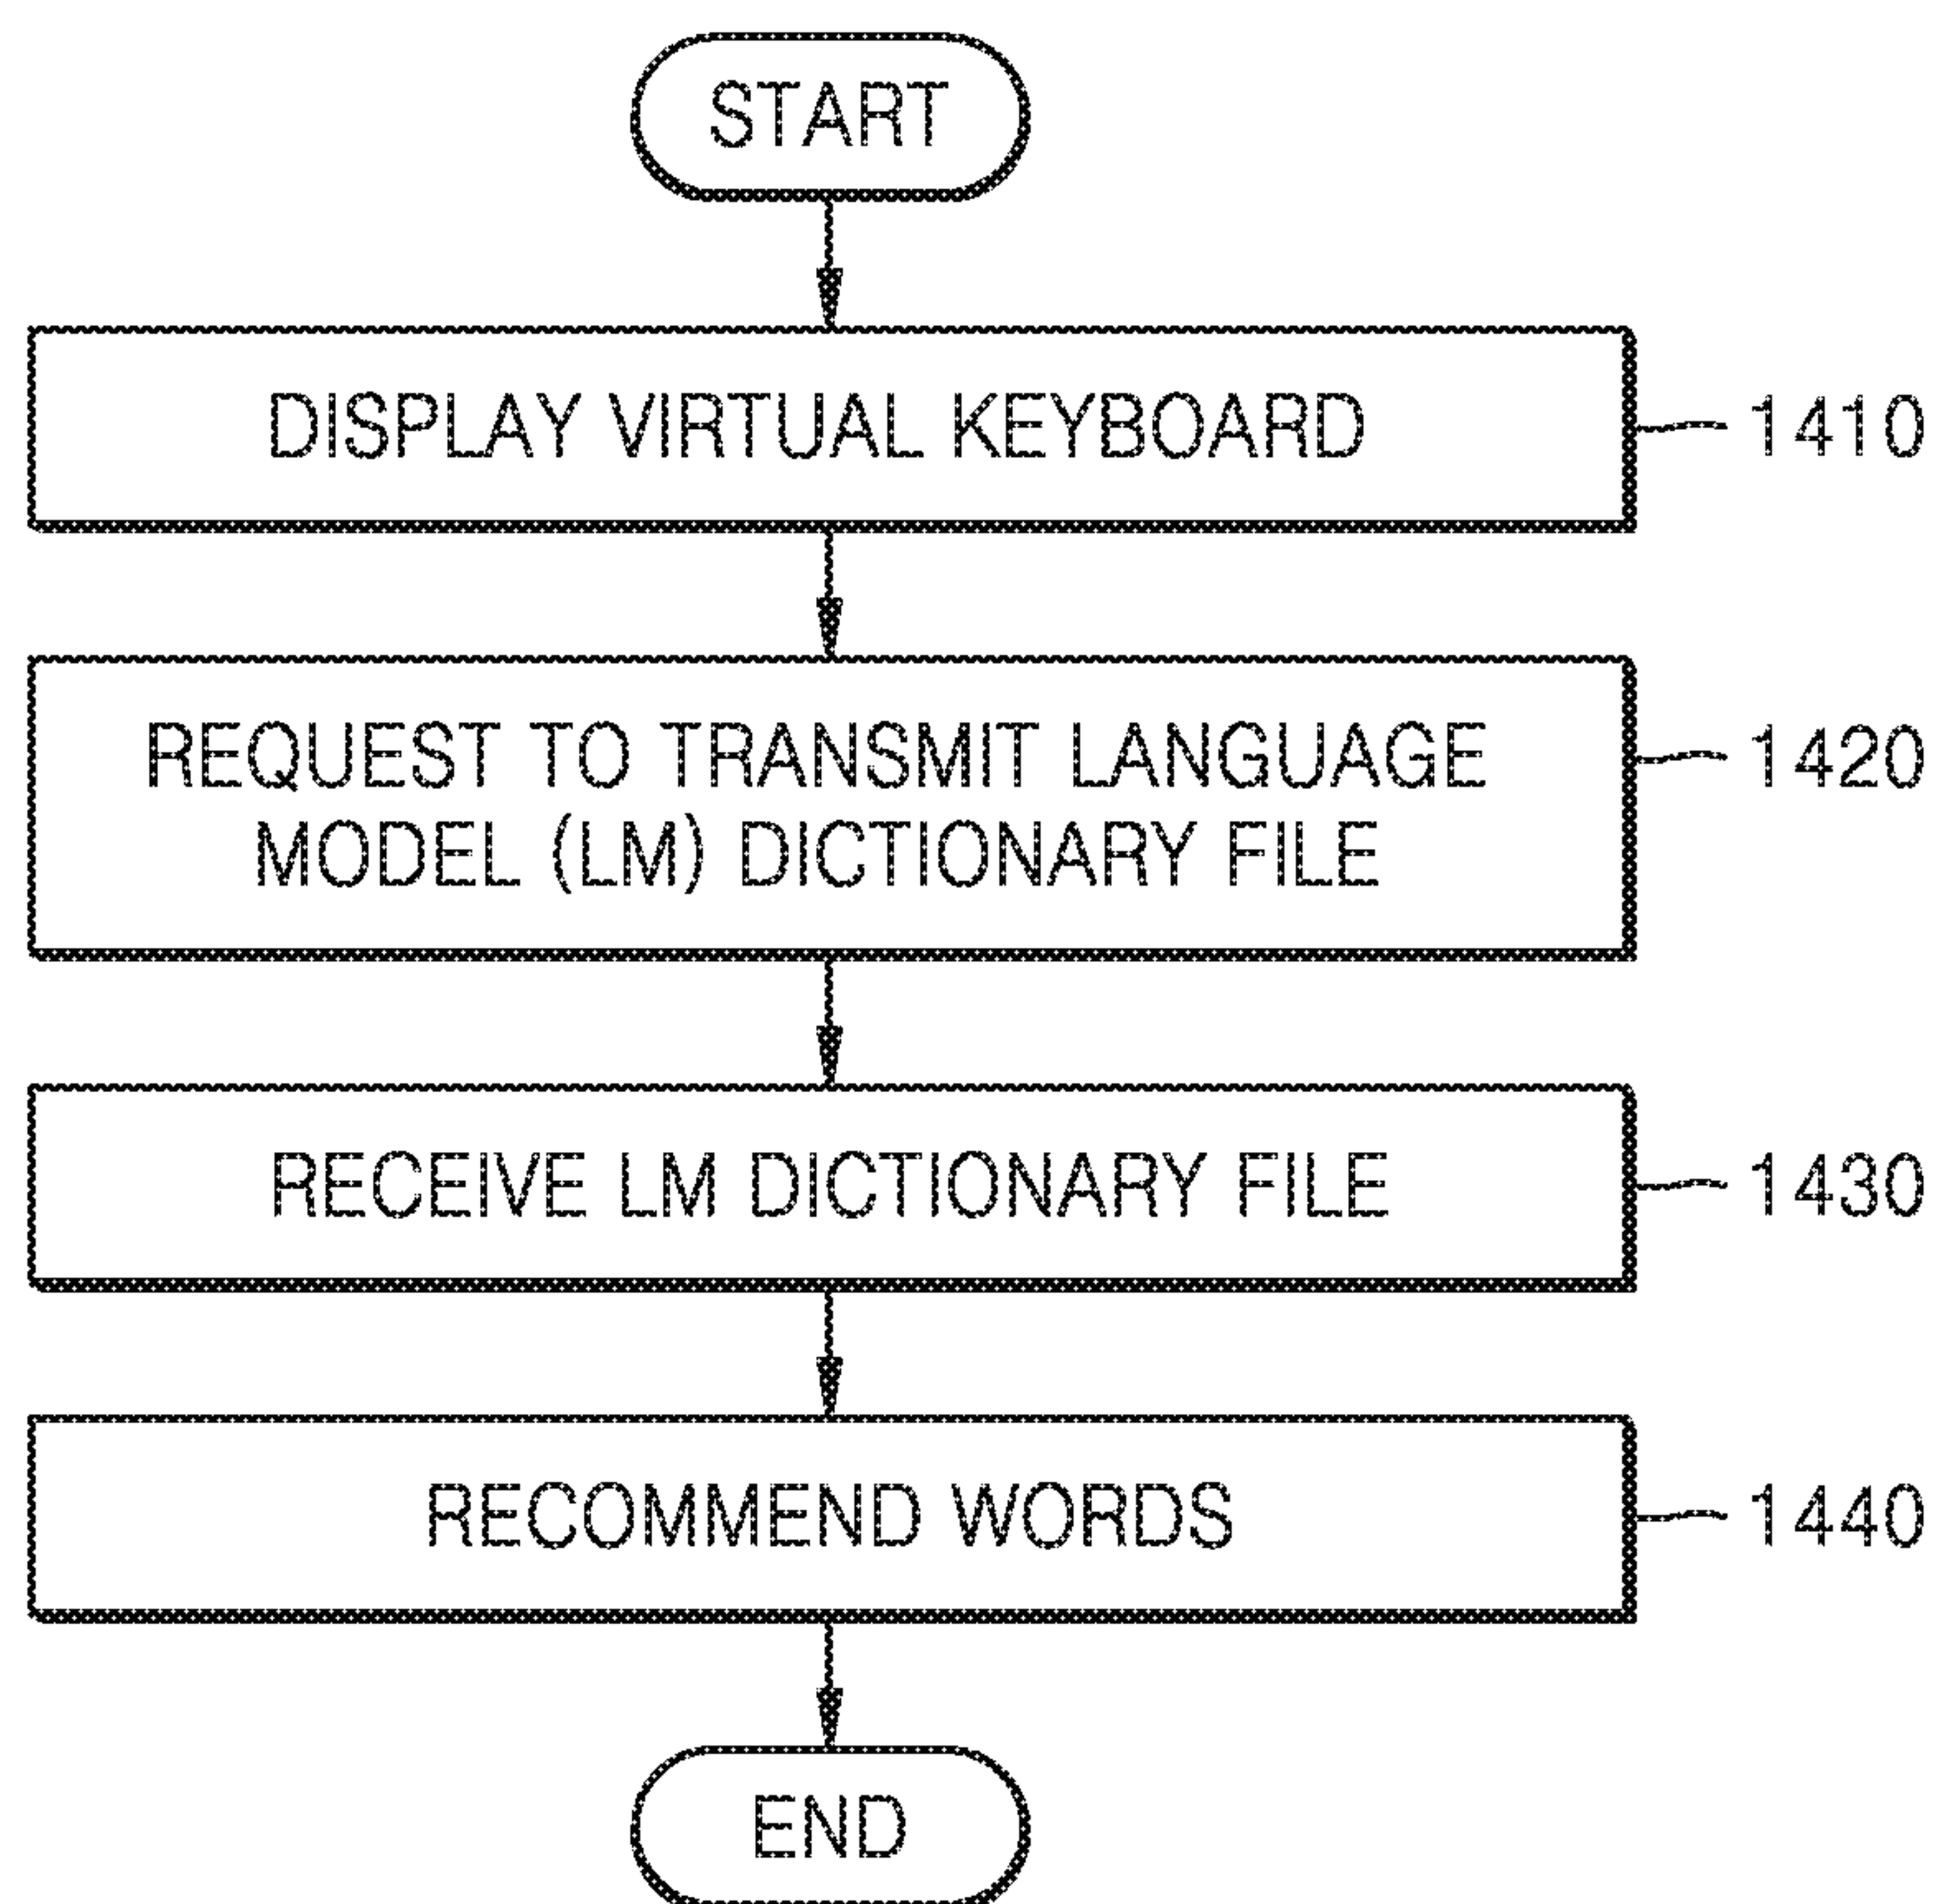 START
DISPLAY VIRTUAL KEYBOARD
1410
REQUEST TO TRANSMIT LANGUAGE
MODEL (LM) DICTIONARY FILE
1420
RECEIVE LM DICTIONARY FILE
1430
RECOMMEND WORDS
1440
END